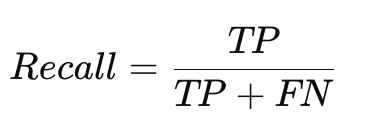 Recall = TP / (TP + FN)